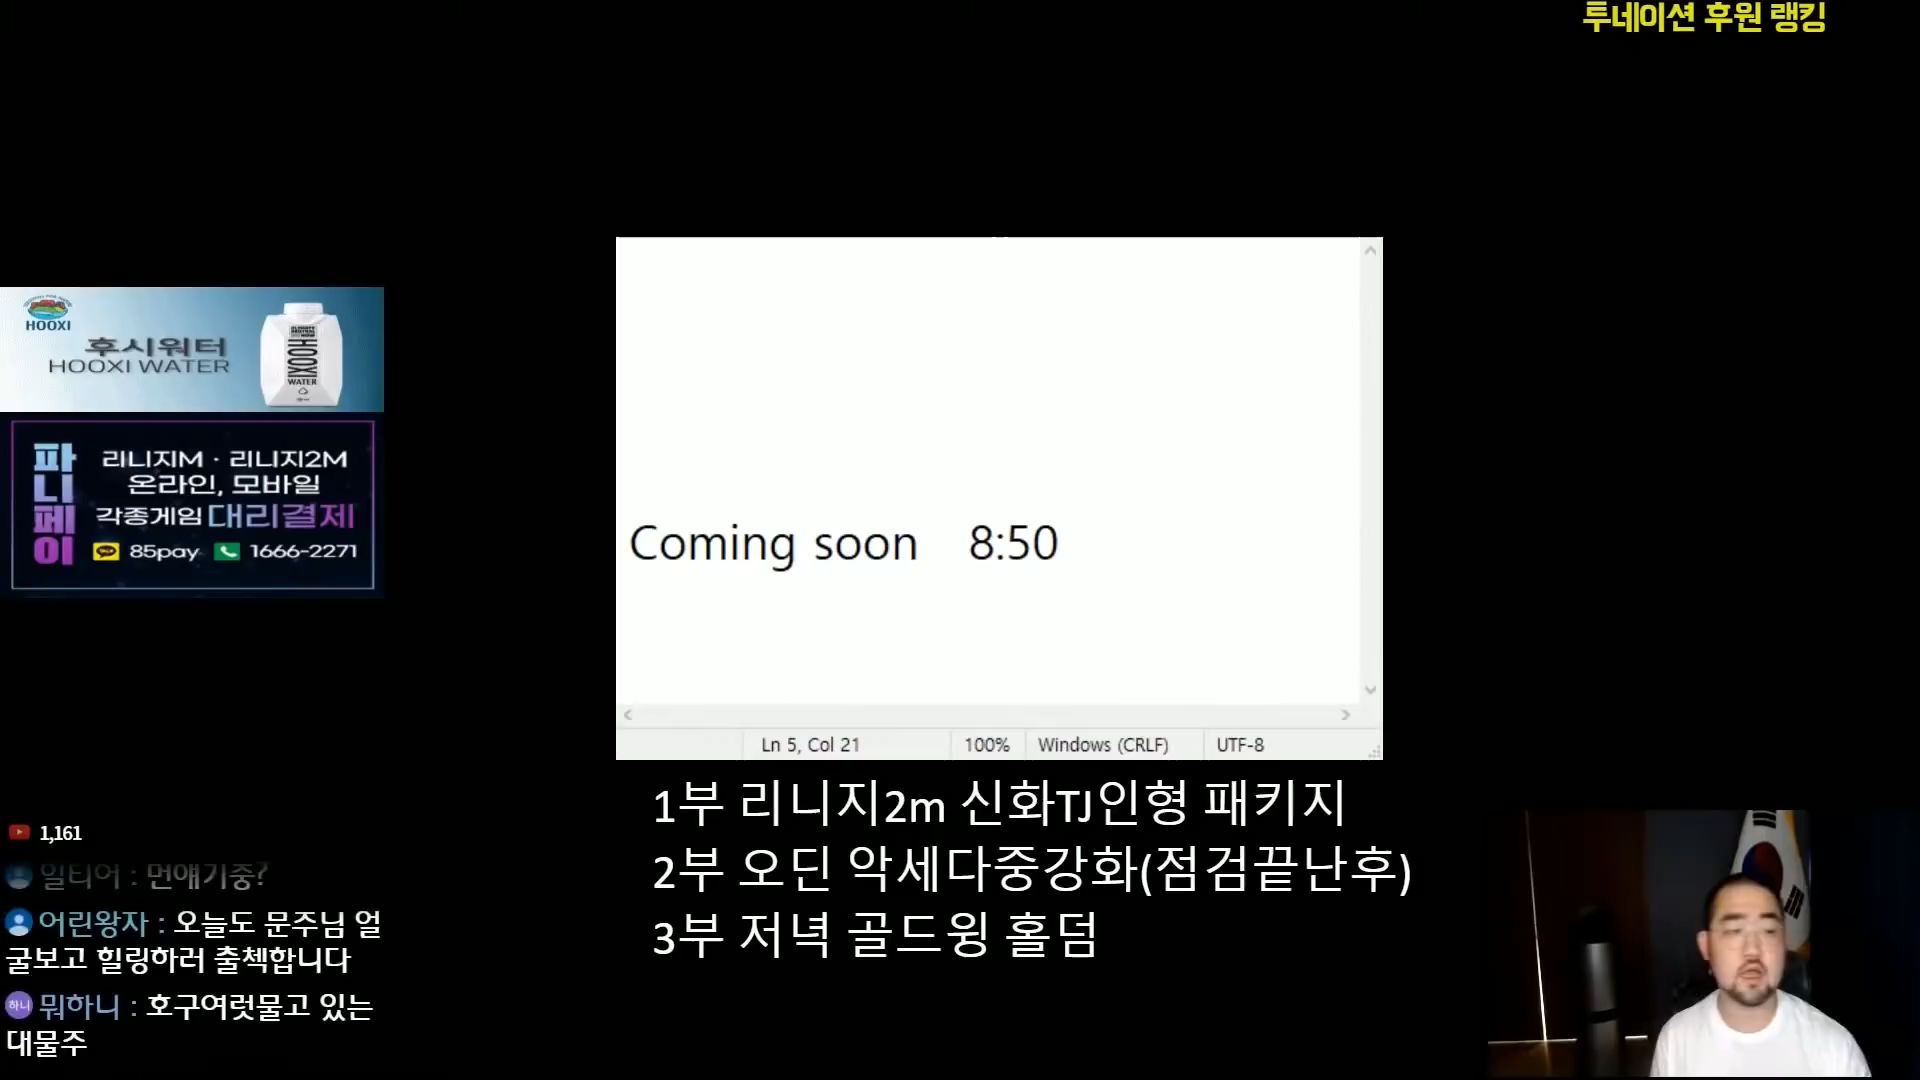 투네이션 후원 랭킹
HOOXI
후시워터
HOOXI WATER
HOOXI
WATER
파니페이
리니지M · 리니지2M
온라인, 모바일
각종게임 대리결제
85pay 1666-2271
Coming soon 8:50
Ln 5, Col 21 100% Windows (CRLF) UTF-8
1부 리니지2m 신화TJ인형 패키지
2부 오딘 악세다중강화(점검끝난후)
3부 저녁 골드윙 홀덤
1,161
일티어 : 먼얘기중?
어린왕자 : 오늘도 문주님 얼
굴보고 힐링하러 출첵합니다
하니 뭐하니 : 호구여럿물고 있는
대물주